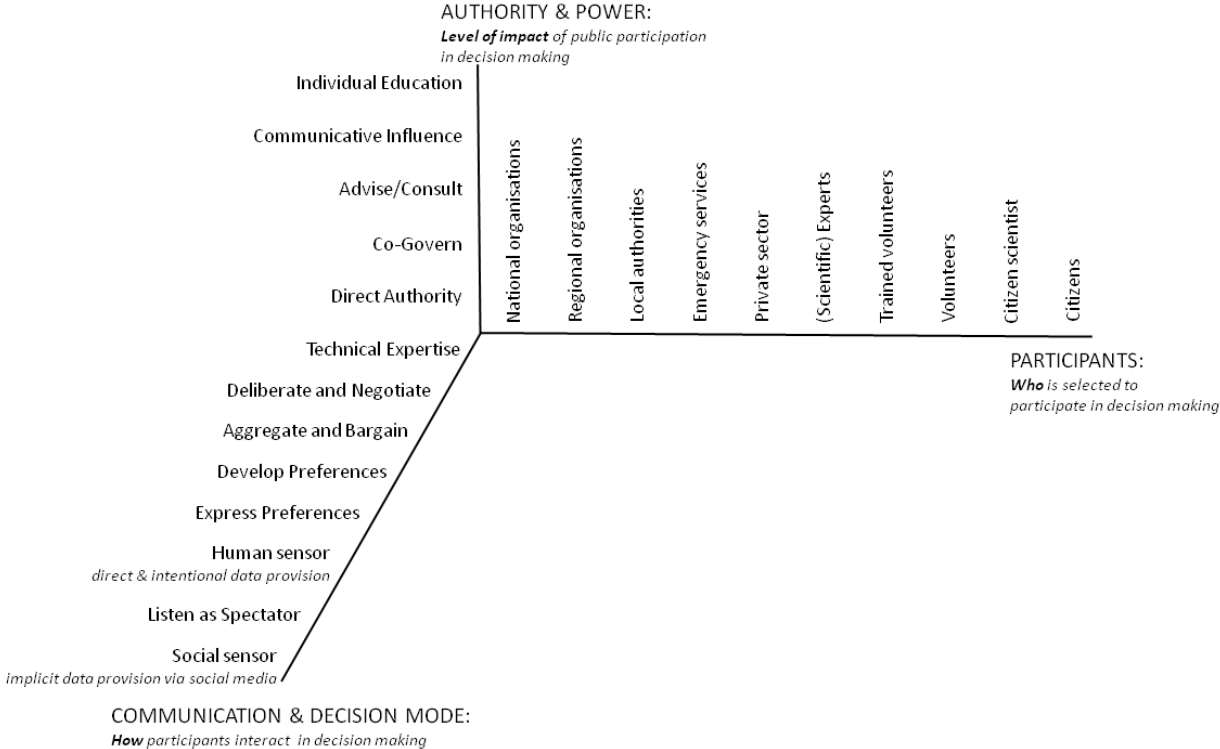 AUTHORITY & POWER:
Level of impact of public participation
in decision making
Individual Education
Communicative Influence
Advise/Consult
Co-Govern
Direct Authority
National organisations
Regional organisations
Local authorities
Emergency services
Private sector
(Scientific) Experts
Trained volunteers
Volunteers
Citizen scientist
Citizens
PARTICIPANTS:
Who is selected to
participate in decision making
Technical Expertise
Deliberate and Negotiate
Aggregate and Bargain
Develop Preferences
Express Preferences
Human sensor
direct & intentional data provision
Listen as Spectator
Social sensor
implicit data provision via social media
COMMUNICATION & DECISION MODE:
How participants interact in decision making